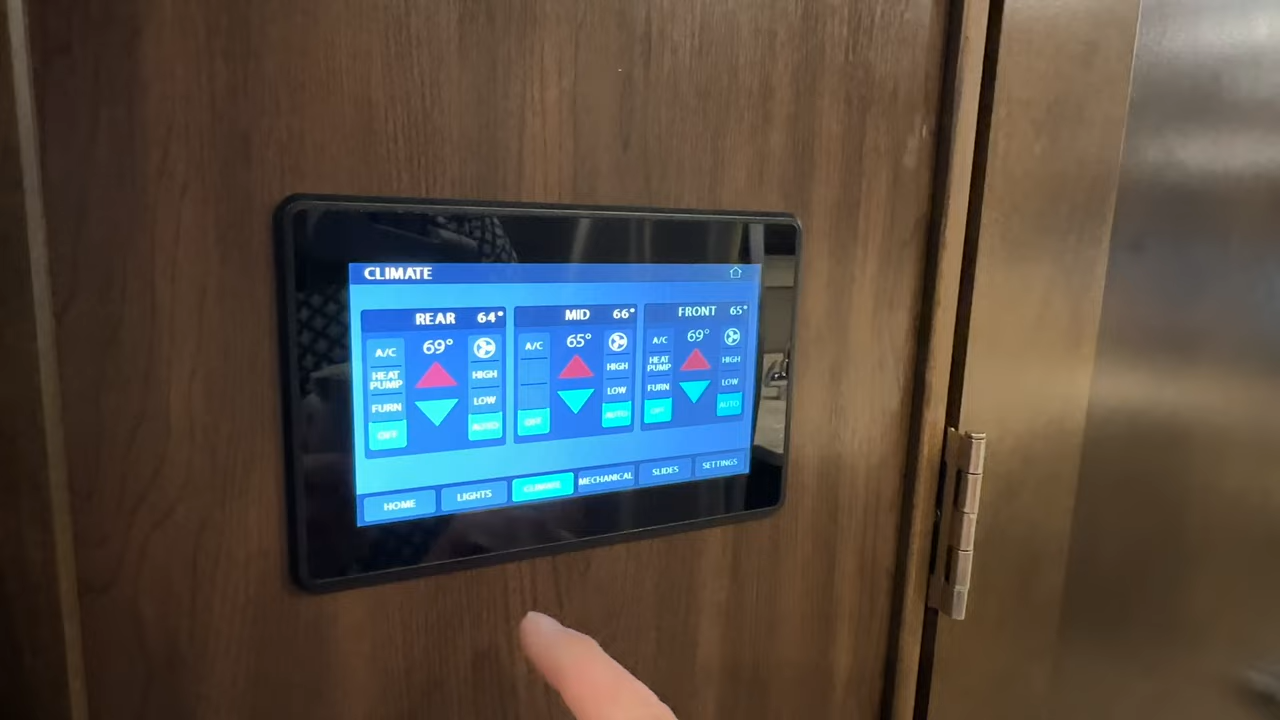 CLIMATE
REAR 64°
69°
A/C
HEAT PUMP
FURN
OFF
HIGH
LOW
AUTO
MID 66°
65°
A/C
OFF
HIGH
LOW
AUTO
FRONT 65°
69°
A/C
HEAT PUMP
FURN
OFF
HIGH
LOW
AUTO
HOME LIGHTS CLIMATE MECHANICAL SLIDES SETTINGS